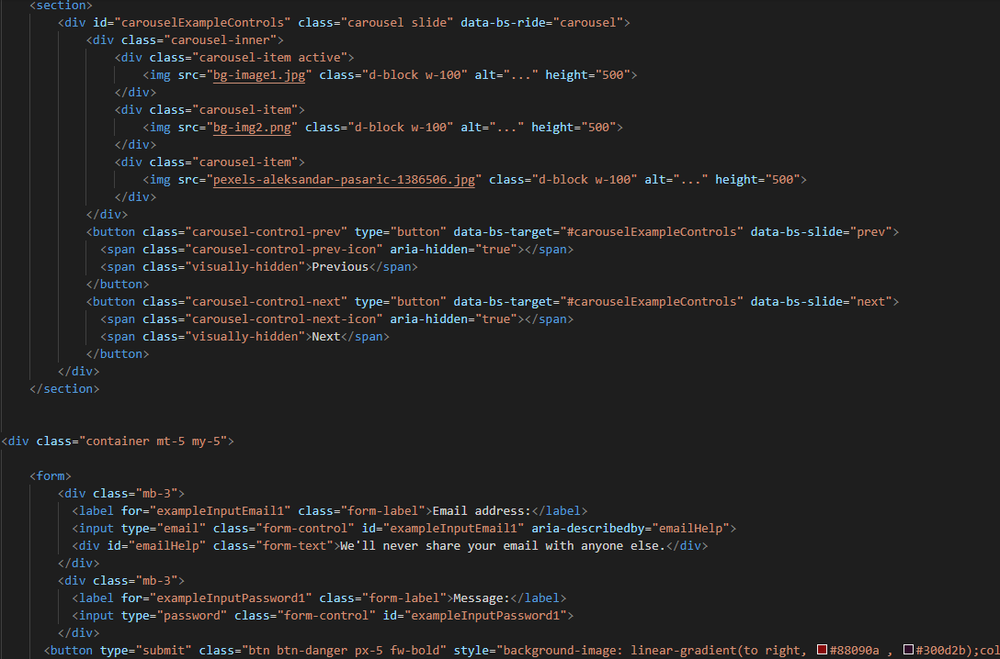 <section>
<div id="carouselExampleControls" class="carousel slide" data-bs-ride="carousel">
<div class="carousel-inner">
<div class="carousel-item active">
<img src="bg-image1.jpg" class="d-block w-100" alt="..." height="500">
</div>
<div class="carousel-item">
<img src="bg-img2.png" class="d-block w-100" alt="..." height="500">
</div>
<div class="carousel-item">
<img src="pexels-aleksandar-pasaric-1386506.jpg" class="d-block w-100" alt="..." height="500">
</div>
</div>
<button class="carousel-control-prev" type="button" data-bs-target="#carouselExampleControls" data-bs-slide="prev">
<span class="carousel-control-prev-icon" aria-hidden="true"></span>
<span class="visually-hidden">Previous</span>
</button>
<button class="carousel-control-next" type="button" data-bs-target="#carouselExampleControls" data-bs-slide="next">
<span class="carousel-control-next-icon" aria-hidden="true"></span>
<span class="visually-hidden">Next</span>
</button>
</div>
</section>
<div class="container mt-5 my-5">
<form>
<div class="mb-3">
<label for="exampleInputEmail1" class="form-label">Email address:</label>
<input type="email" class="form-control" id="exampleInputEmail1" aria-describedby="emailHelp">
<div id="emailHelp" class="form-text">We'll never share your email with anyone else.</div>
</div>
<div class="mb-3">
<label for="exampleInputPassword1" class="form-label">Message:</label>
<input type="password" class="form-control" id="exampleInputPassword1">
</div>
<button type="submit" class="btn btn-danger px-5 fw-bold" style="background-image: linear-gradient(to right, #88090a , #300d2b);col